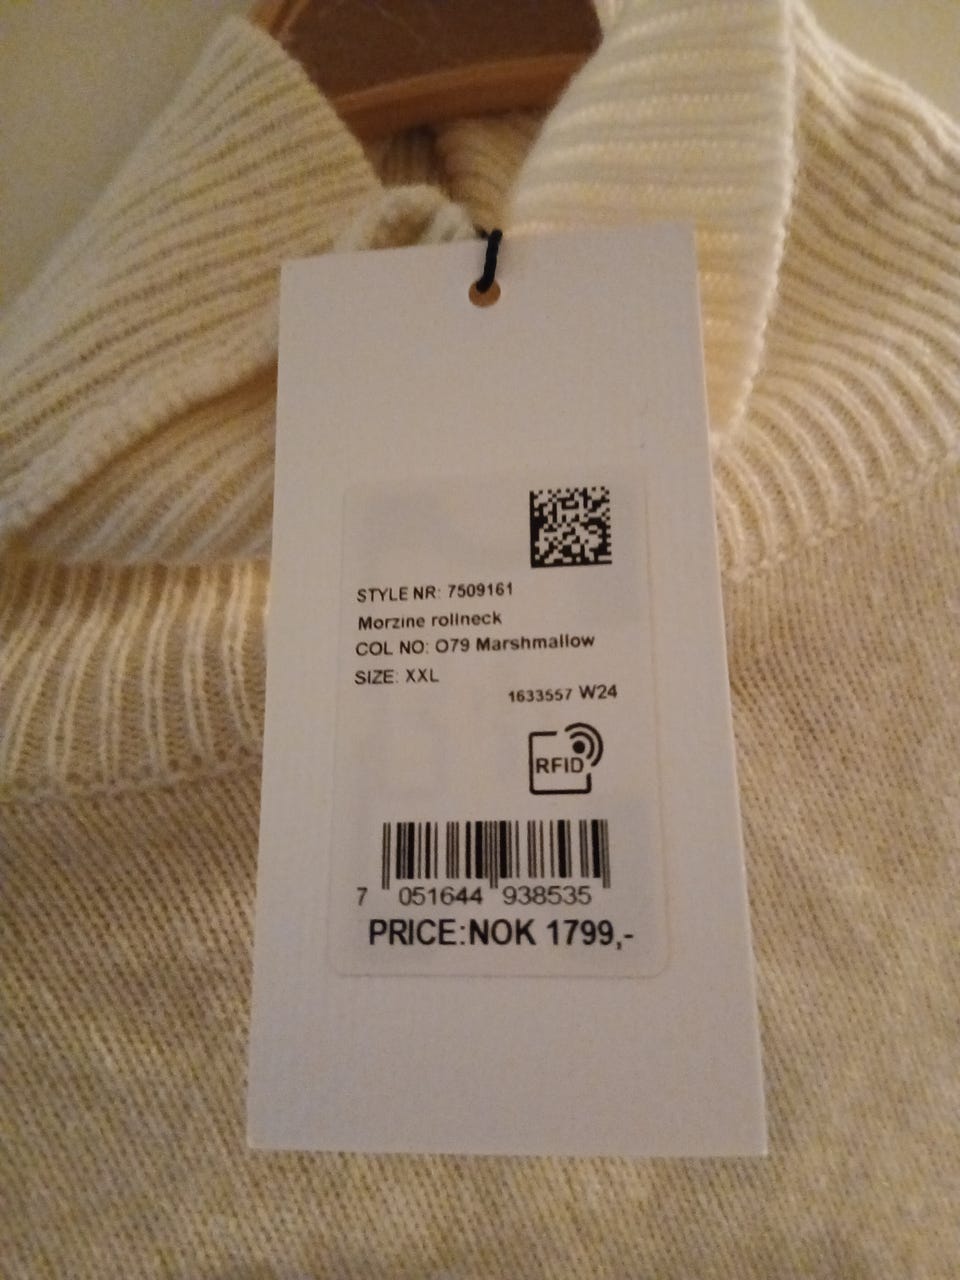 STYLE NR: 7509161
Morzine rollneck
COL NO: O79 Marshmallow
SIZE: XXL
1633557 W24
RFID
7 051644 938535
PRICE:NOK 1799,-